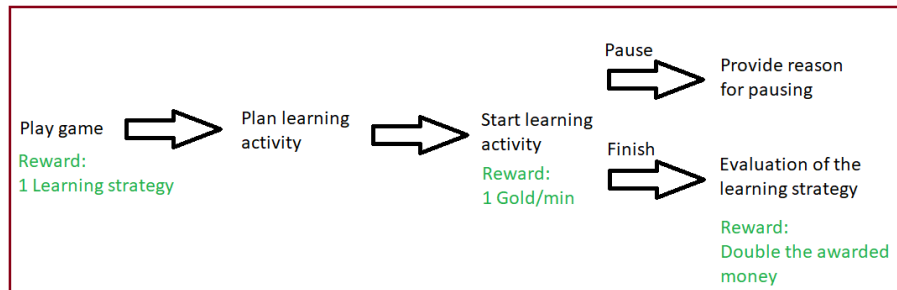 Play game
Reward:
1 Learning strategy
Plan learning
activity
Start learning
activity
Reward:
1 Gold/min
Pause
Provide reason
for pausing
Finish
Evaluation of the
learning strategy
Reward:
Double the awarded
money